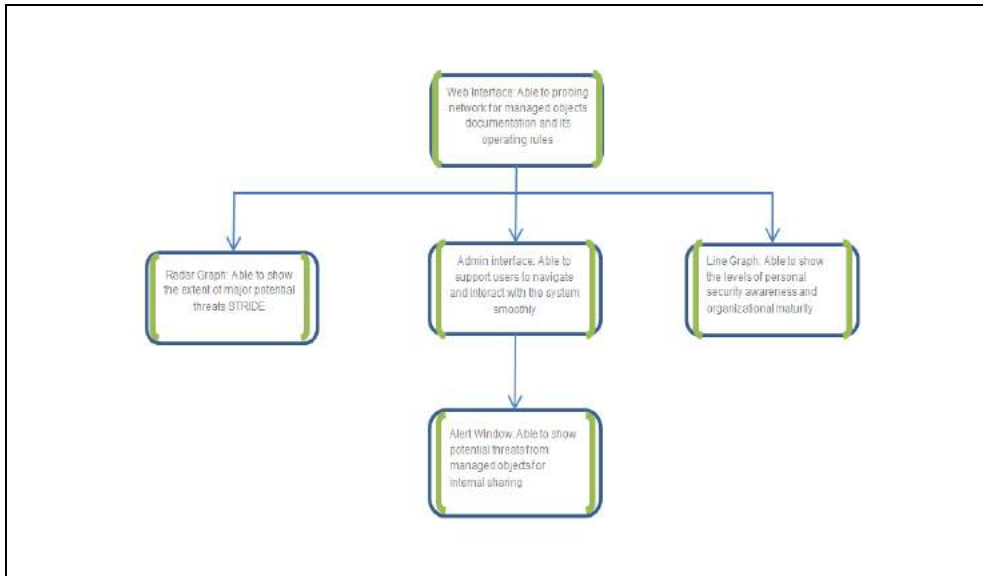 Web Interface: Able to probing
network for managed objects
documentation and its
operating rules
Radar Graph: Able to show
the extent of major potential
threats STRIDE
Admin interface: Able to
support users to navigate
and interact with the system
smoothly
Line Graph: Able to show
the levels of personal
security awareness and
organizational maturity
Alert Window: Able to show
potential threats from
managed objects for
internal sharing